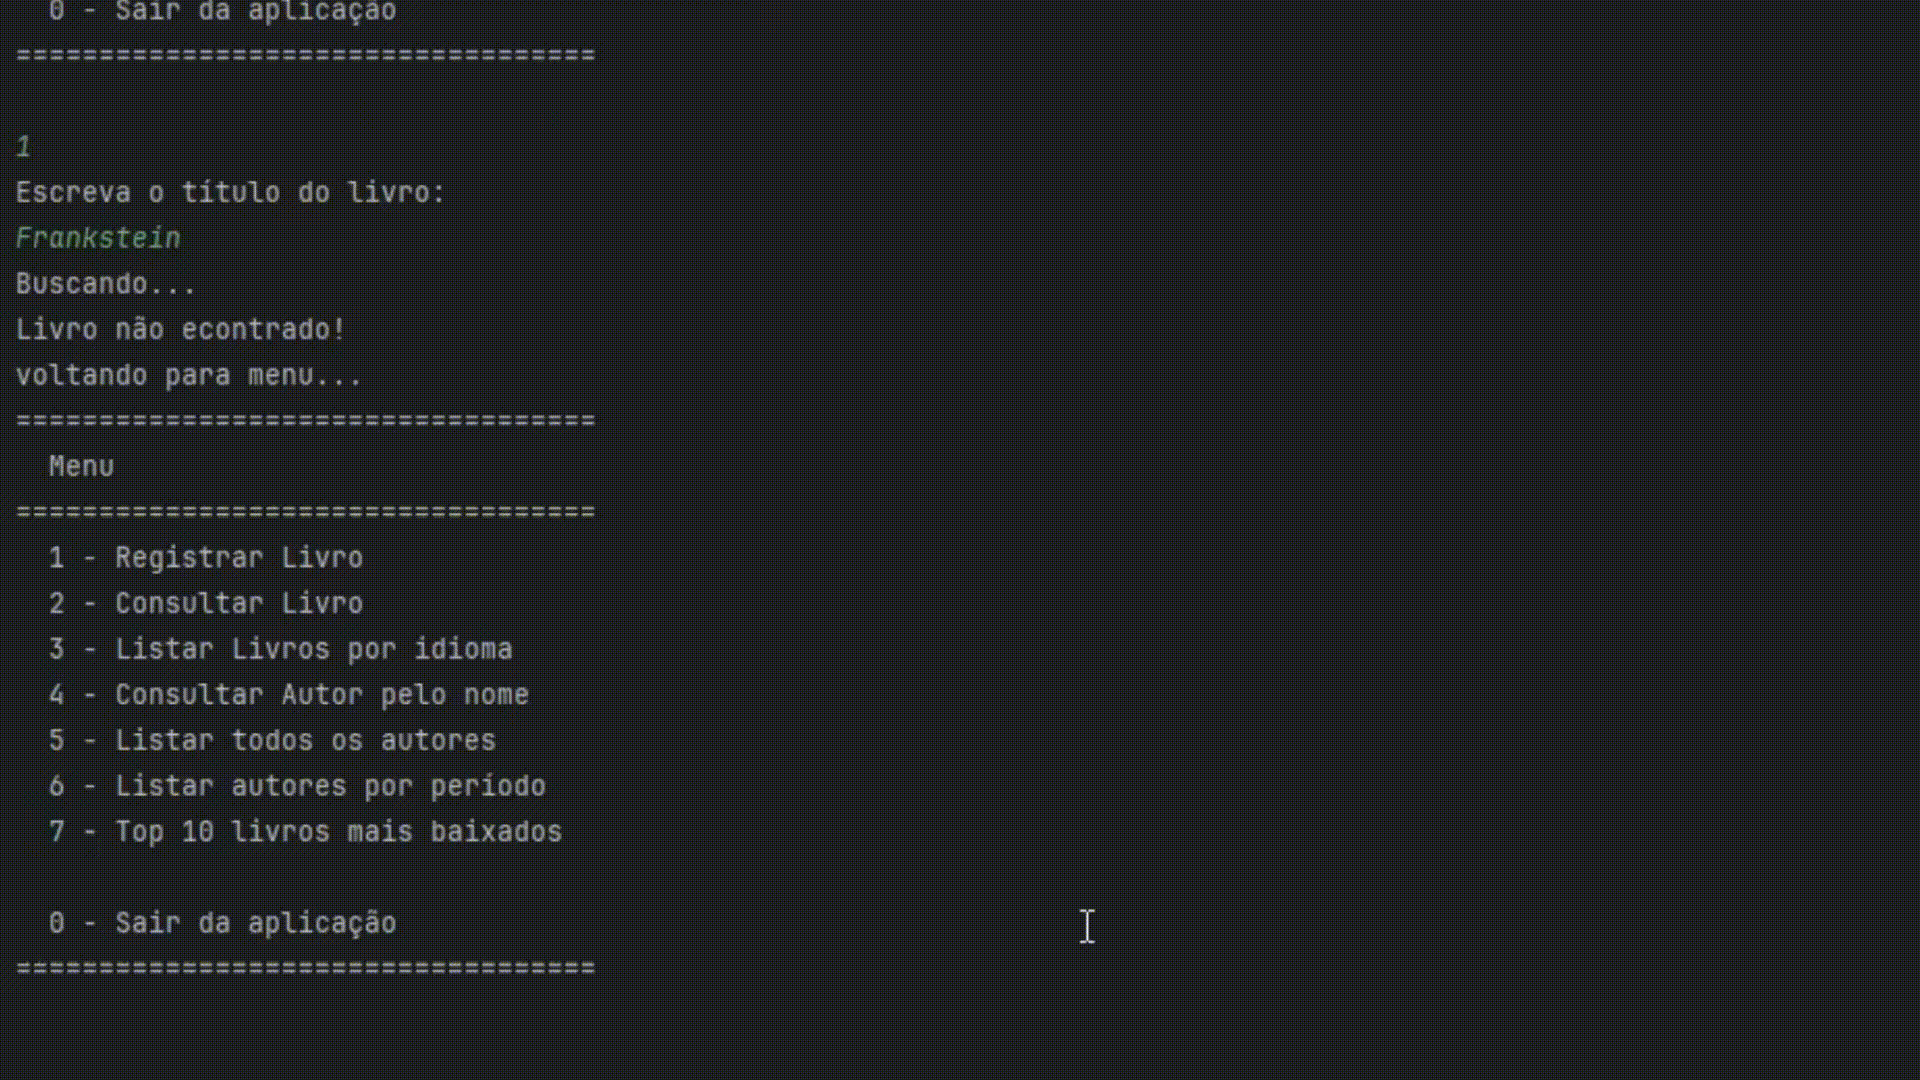 0 - Sair da aplicação
===================================
1
Escreva o título do livro:
Frankstein
Buscando...
Livro não econtrado!
voltando para menu...
===================================
Menu
===================================
1 - Registrar Livro
2 - Consultar Livro
3 - Listar Livros por idioma
4 - Consultar Autor pelo nome
5 - Listar todos os autores
6 - Listar autores por período
7 - Top 10 livros mais baixados
0 - Sair da aplicação
===================================